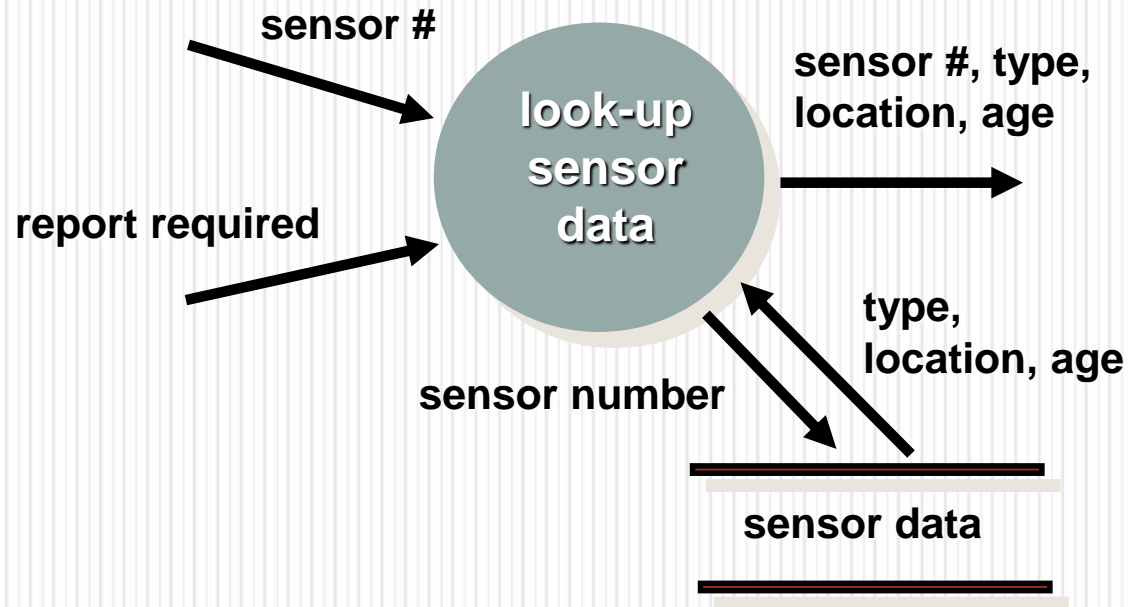 sensor #
look-up
sensor
data
sensor #, type,
location, age
report required
type,
location, age
sensor number
sensor data